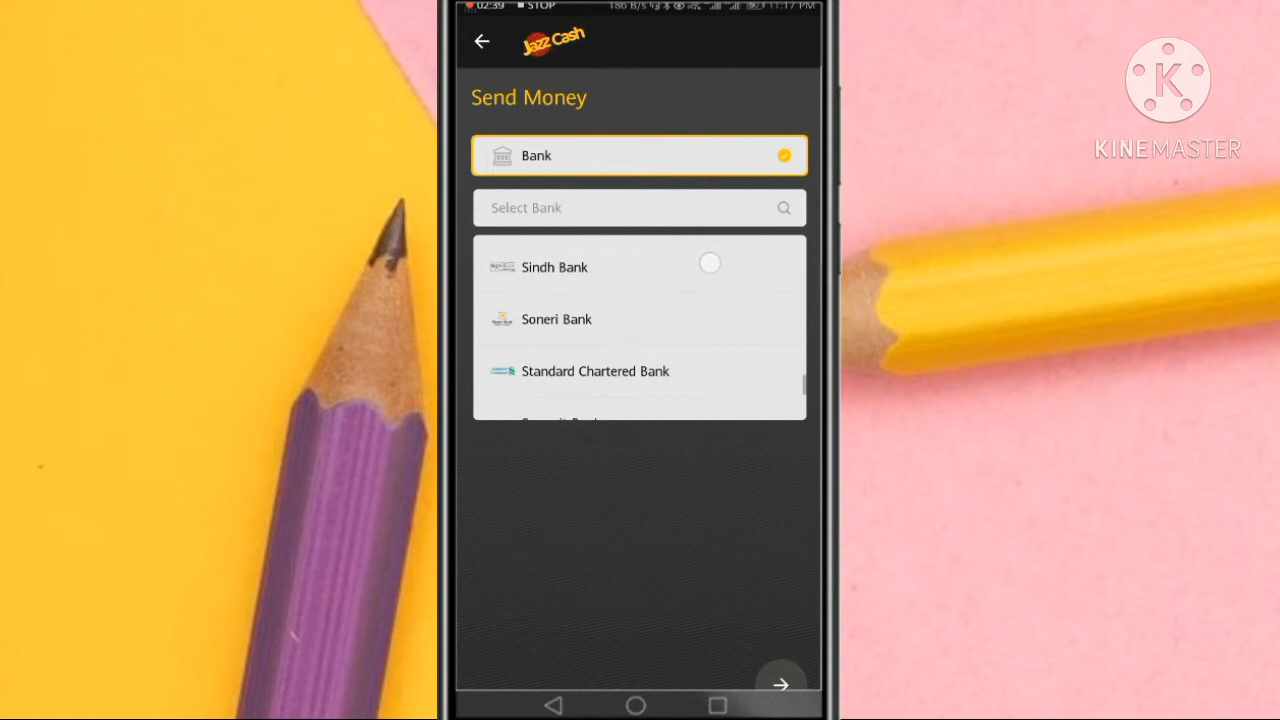 02:39 STOP 186 B/s 11:17 PM
Jazz Cash
Send Money
Bank
Select Bank
Sindh Bank
Soneri Bank
Standard Chartered Bank
K
KINEMASTER